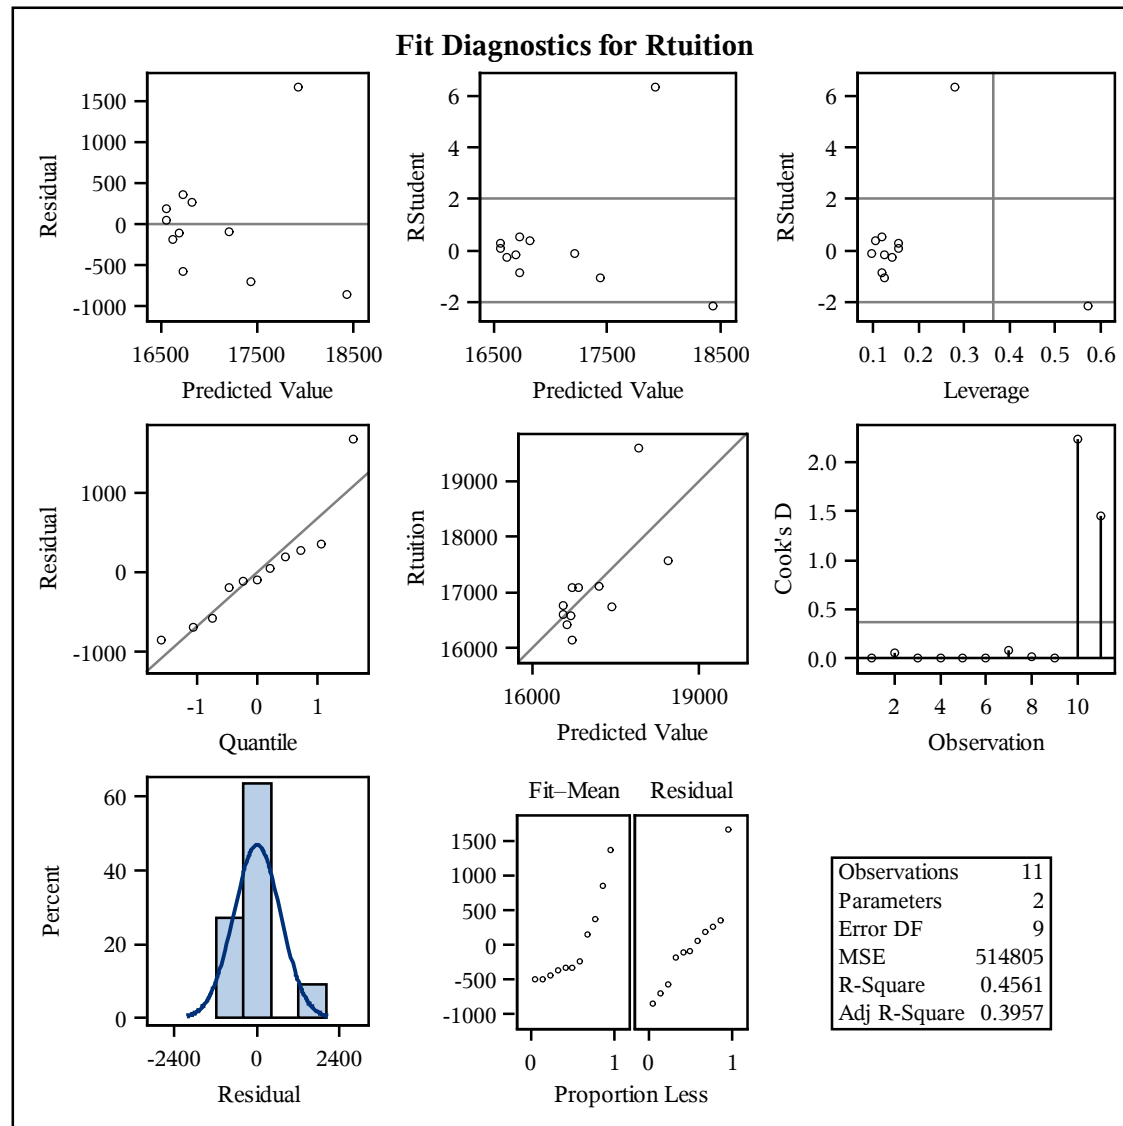 Fit Diagnostics for Rtuition
1500
1000
500
0
-500
-1000
Residual
16500 17500 18500
Predicted Value
6
4
2
0
-2
RStudent
16500 17500 18500
Predicted Value
6
4
2
0
-2
RStudent
0.1 0.2 0.3 0.4 0.5 0.6
Leverage
1000
0
-1000
Residual
-1 0 1
Quantile
19000
18000
17000
16000
Rtuition
16000 19000
Predicted Value
2.0
1.5
1.0
0.5
0.0
Cook's D
2 4 6 8 10
Observation
60
40
20
0
Percent
-2400 0 2400
Residual
Fit–Mean Residual
1500
1000
500
0
-500
-1000
0 1 0 1
Proportion Less
Observations 11
Parameters 2
Error DF 9
MSE 514805
R-Square 0.4561
Adj R-Square 0.3957